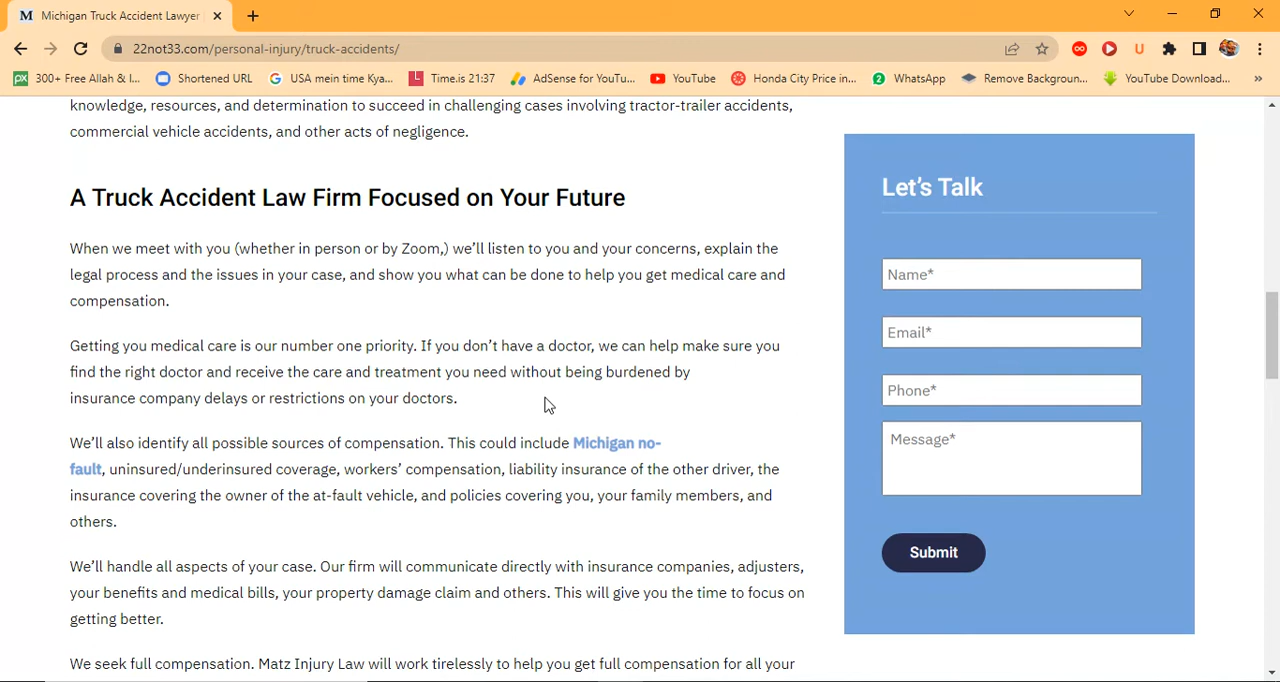 M Michigan Truck Accident Lawyer
22not33.com/personal-injury/truck-accidents/
px 300+ Free Allah & I... Shortened URL G USA mein time Kya... Time.is 21:37 AdSense for YouTu... YouTube Honda City Price in... 2 WhatsApp Remove Backgroun... YouTube Download... »
knowledge, resources, and determination to succeed in challenging cases involving tractor-trailer accidents,
commercial vehicle accidents, and other acts of negligence.
A Truck Accident Law Firm Focused on Your Future
When we meet with you (whether in person or by Zoom,) we'll listen to you and your concerns, explain the
legal process and the issues in your case, and show you what can be done to help you get medical care and
compensation.
Getting you medical care is our number one priority. If you don't have a doctor, we can help make sure you
find the right doctor and receive the care and treatment you need without being burdened by
insurance company delays or restrictions on your doctors.
We'll also identify all possible sources of compensation. This could include Michigan no-
fault, uninsured/underinsured coverage, workers' compensation, liability insurance of the other driver, the
insurance covering the owner of the at-fault vehicle, and policies covering you, your family members, and
others.
We'll handle all aspects of your case. Our firm will communicate directly with insurance companies, adjusters,
your benefits and medical bills, your property damage claim and others. This will give you the time to focus on
getting better.
We seek full compensation. Matz Injury Law will work tirelessly to help you get full compensation for all your
Let's Talk
Name*
Email*
Phone*
Message*
Submit